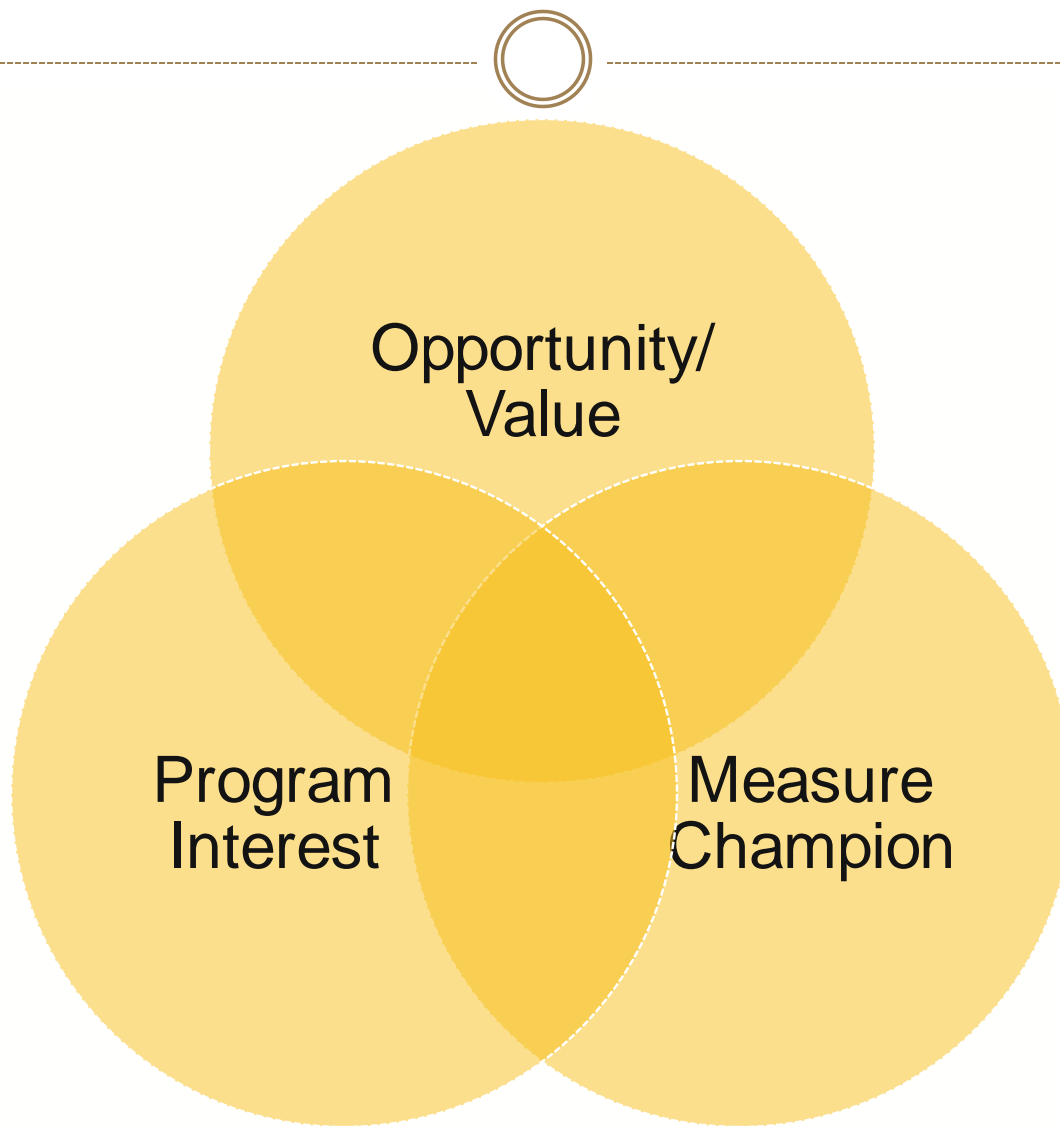 Opportunity/
Value
Program
Interest
Measure
Champion